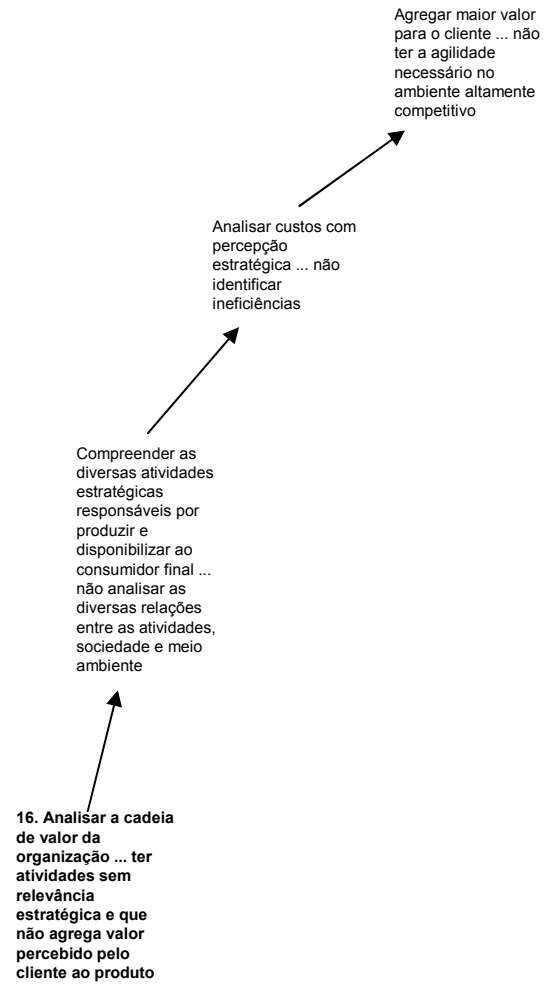 Agregar maior valor
para o cliente ... não
ter a agilidade
necessário no
ambiente altamente
competitivo
Analisar custos com
percepção
estratégica ... não
identificar
ineficiências
Compreender as
diversas atividades
estratégicas
responsáveis por
produzir e
disponibilizar ao
consumidor final ...
não analisar as
diversas relações
entre as atividades,
sociedade e meio
ambiente
16. Analisar a cadeia
de valor da
organização ... ter
atividades sem
relevância
estratégica e que
não agrega valor
percebido pelo
cliente ao produto